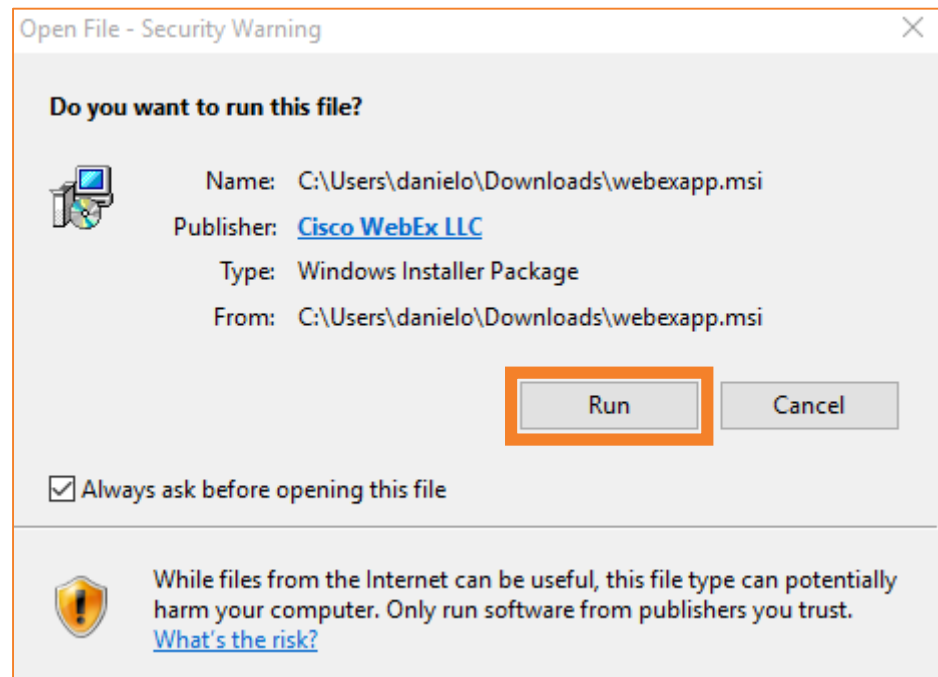 Open File - Security Warning
Do you want to run this file?
Name: C:\Users\danielo\Downloads\webexapp.msi
Publisher: Cisco WebEx LLC
Type: Windows Installer Package
From: C:\Users\danielo\Downloads\webexapp.msi
Run Cancel
Always ask before opening this file
While files from the Internet can be useful, this file type can potentially
harm your computer. Only run software from publishers you trust.
What's the risk?